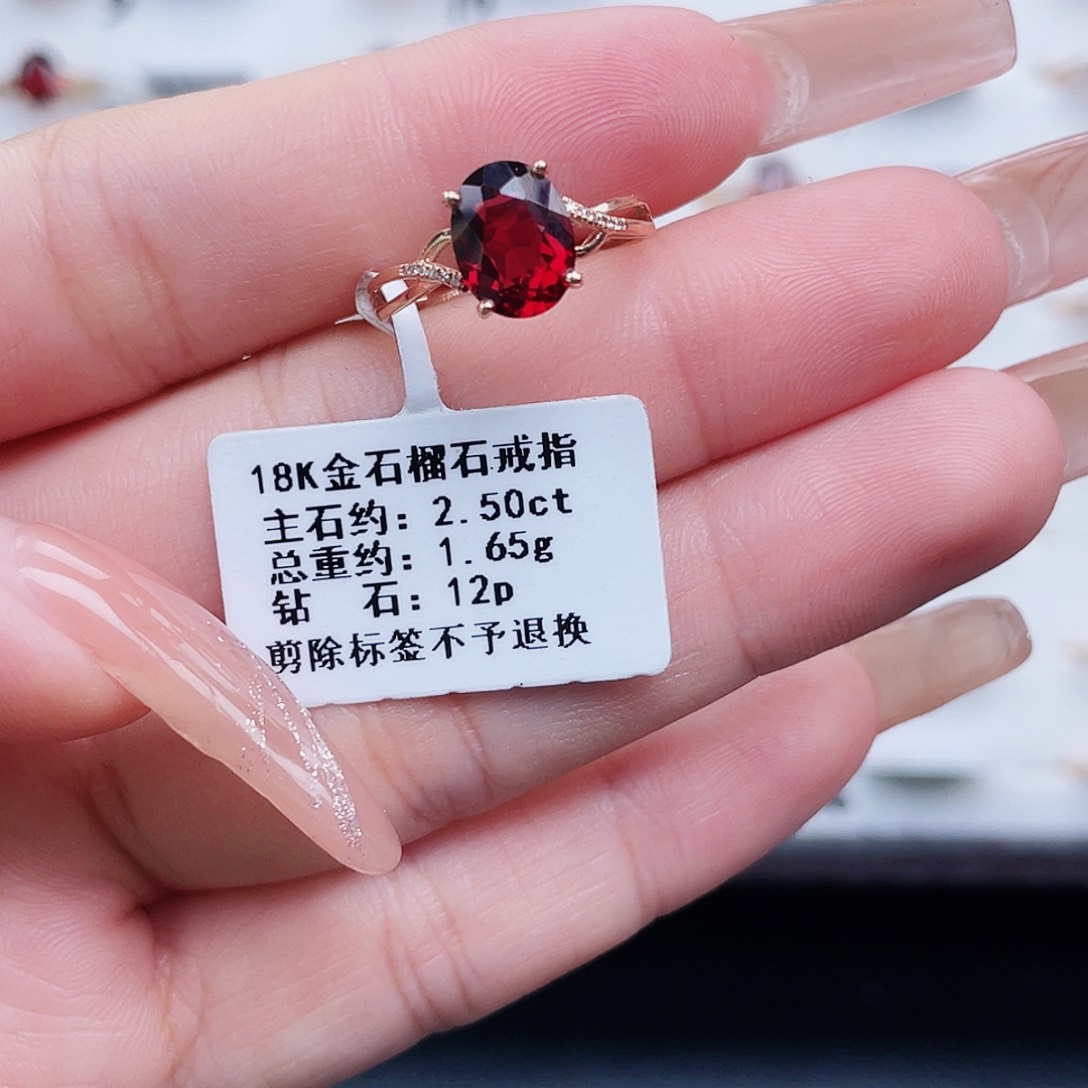 18K金石榴石戒指
主石约：2.50ct
总重约：1.65g
钻 石：12p
剪除标签不予退换